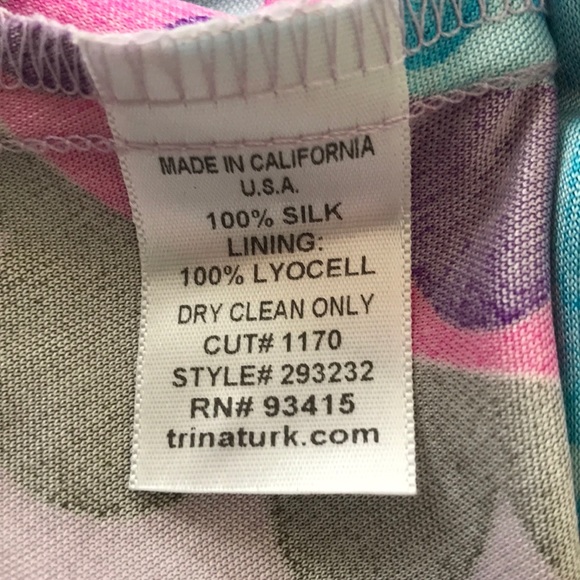 MADE IN CALIFORNIA
U.S.A.
100% SILK
LINING:
100% LYOCELL
DRY CLEAN ONLY
CUT# 1170
STYLE# 293232
RN# 93415
trinaturk.com